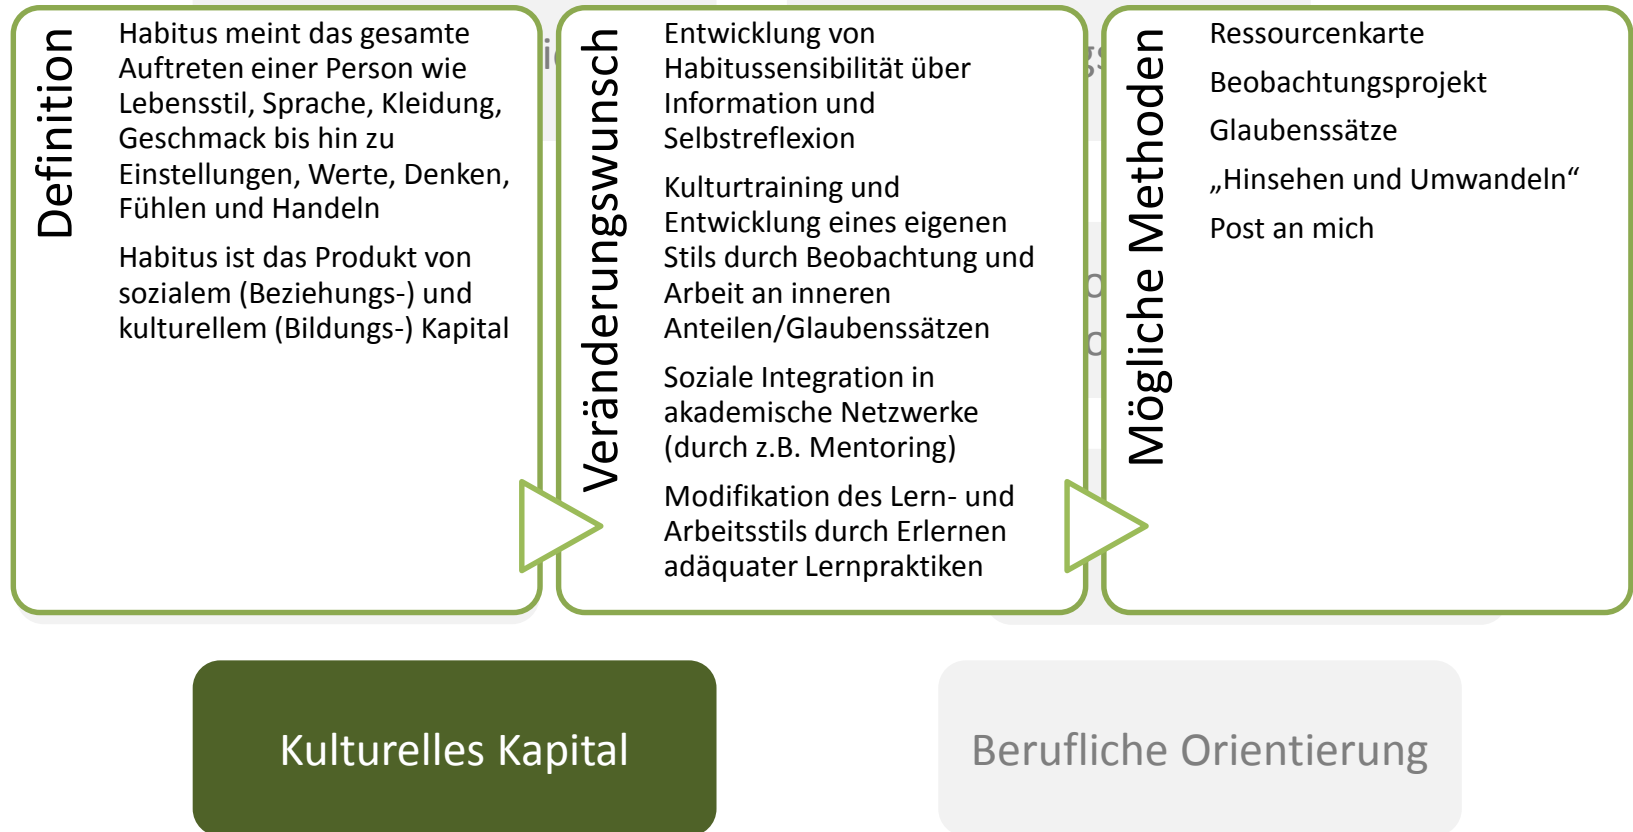 Definition
Habitus meint das gesamte
Auftreten einer Person wie
Lebensstil, Sprache, Kleidung,
Geschmack bis hin zu
Einstellungen, Werte, Denken,
Fühlen und Handeln
Habitus ist das Produkt von
sozialem (Beziehungs-) und
kulturellem (Bildungs-) Kapital
Veränderungswunsch
Entwicklung von
Habitussensibilität über
Information und
Selbstreflexion
Kulturtraining und
Entwicklung eines eigenen
Stils durch Beobachtung und
Arbeit an inneren
Anteilen/Glaubenssätzen
Soziale Integration in
akademische Netzwerke
(durch z.B. Mentoring)
Modifikation des Lern- und
Arbeitsstils durch Erlernen
adäquater Lernpraktiken
Mögliche Methoden
Ressourcenkarte
Beobachtungsprojekt
Glaubenssätze
„Hinsehen und Umwandeln“
Post an mich
Kulturelles Kapital
Berufliche Orientierung